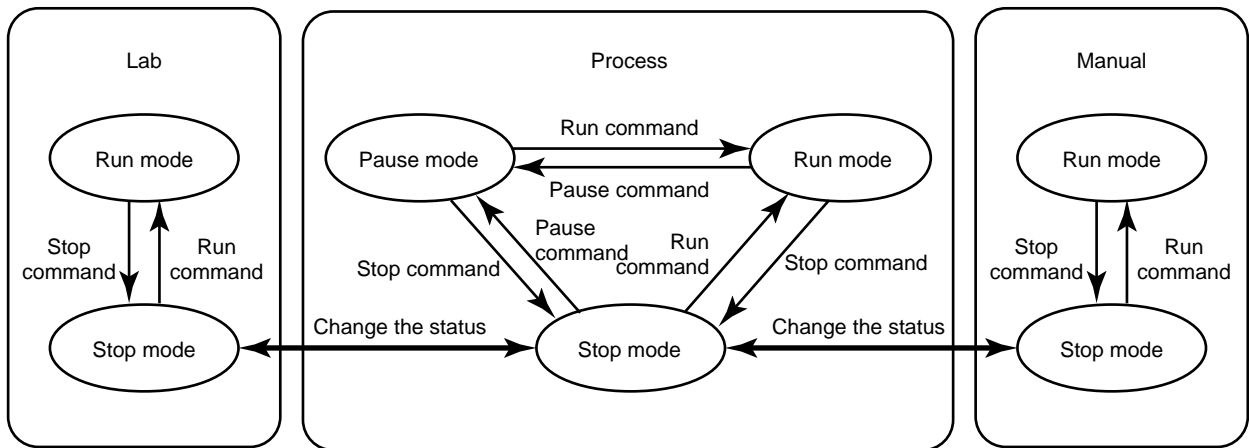 Lab
Process
Manual
Run mode
Pause mode
Run command
Pause command
Run mode
Run mode
Stop
command
Run
command
Stop command
Pause
command
Run
command
Stop command
Stop
command
Run
command
Change the status
Change the status
Stop mode
Stop mode
Stop mode